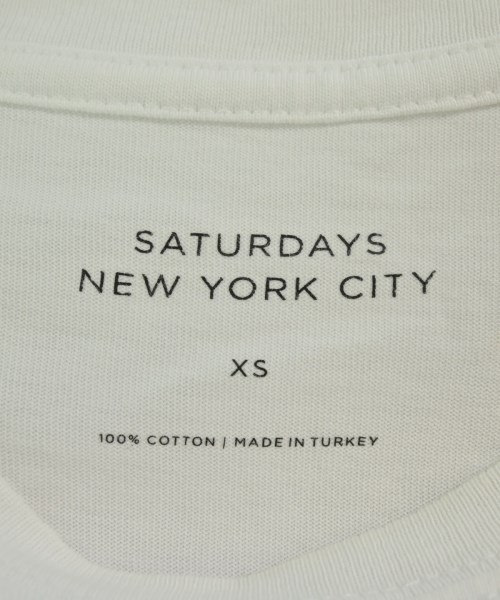 SATURDAYS
NEW YORK CITY
XS
100% COTTON | MADE IN TURKEY